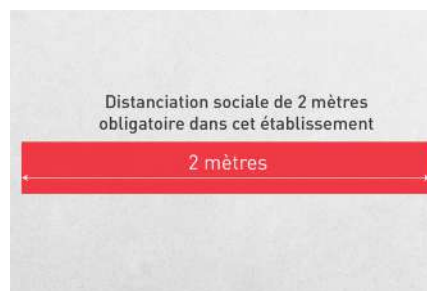 Distanciation sociale de 2 mètres
obligatoire dans cet établissement
2 mètres